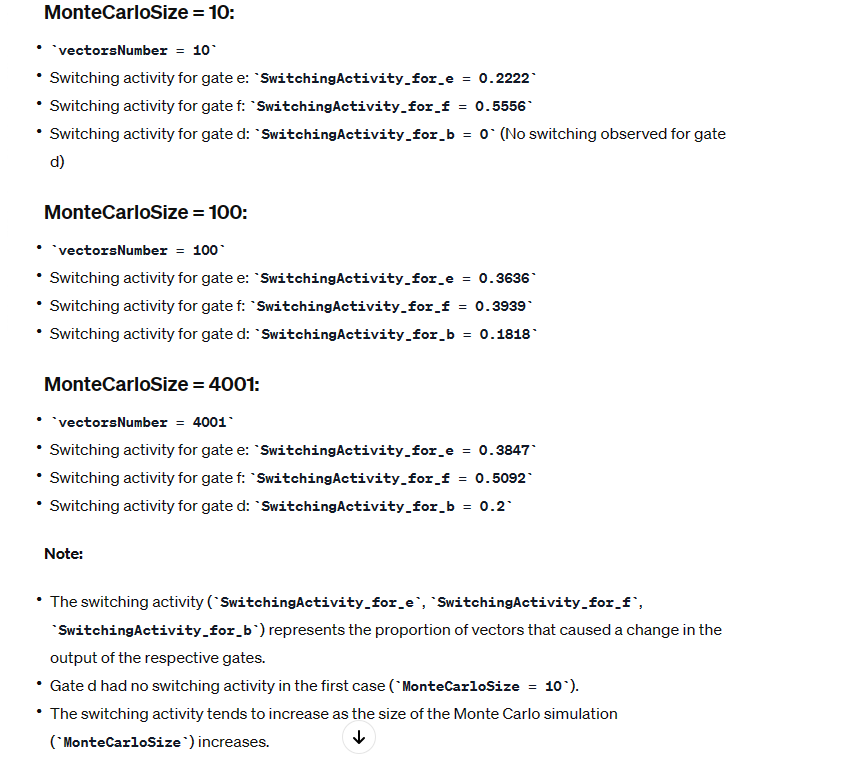 MonteCarloSize = 10:
• `vectorsNumber = 10`
• Switching activity for gate e: `SwitchingActivity_for_e = 0.2222`
• Switching activity for gate f: `SwitchingActivity_for_f = 0.5556`
• Switching activity for gate d: `SwitchingActivity_for_b = 0` (No switching observed for gate
d)
MonteCarloSize = 100:
• `vectorsNumber = 100`
• Switching activity for gate e: `SwitchingActivity_for_e = 0.3636`
• Switching activity for gate f: `SwitchingActivity_for_f = 0.3939`
• Switching activity for gate d: `SwitchingActivity_for_b = 0.1818`
MonteCarloSize = 4001:
• `vectorsNumber = 4001`
• Switching activity for gate e: `SwitchingActivity_for_e = 0.3847`
• Switching activity for gate f: `SwitchingActivity_for_f = 0.5092`
• Switching activity for gate d: `SwitchingActivity_for_b = 0.2`
Note:
• The switching activity (`SwitchingActivity_for_e`, `SwitchingActivity_for_f`,
`SwitchingActivity_for_b`) represents the proportion of vectors that caused a change in the
output of the respective gates.
• Gate d had no switching activity in the first case (`MonteCarloSize = 10`).
• The switching activity tends to increase as the size of the Monte Carlo simulation
(`MonteCarloSize`) increases.